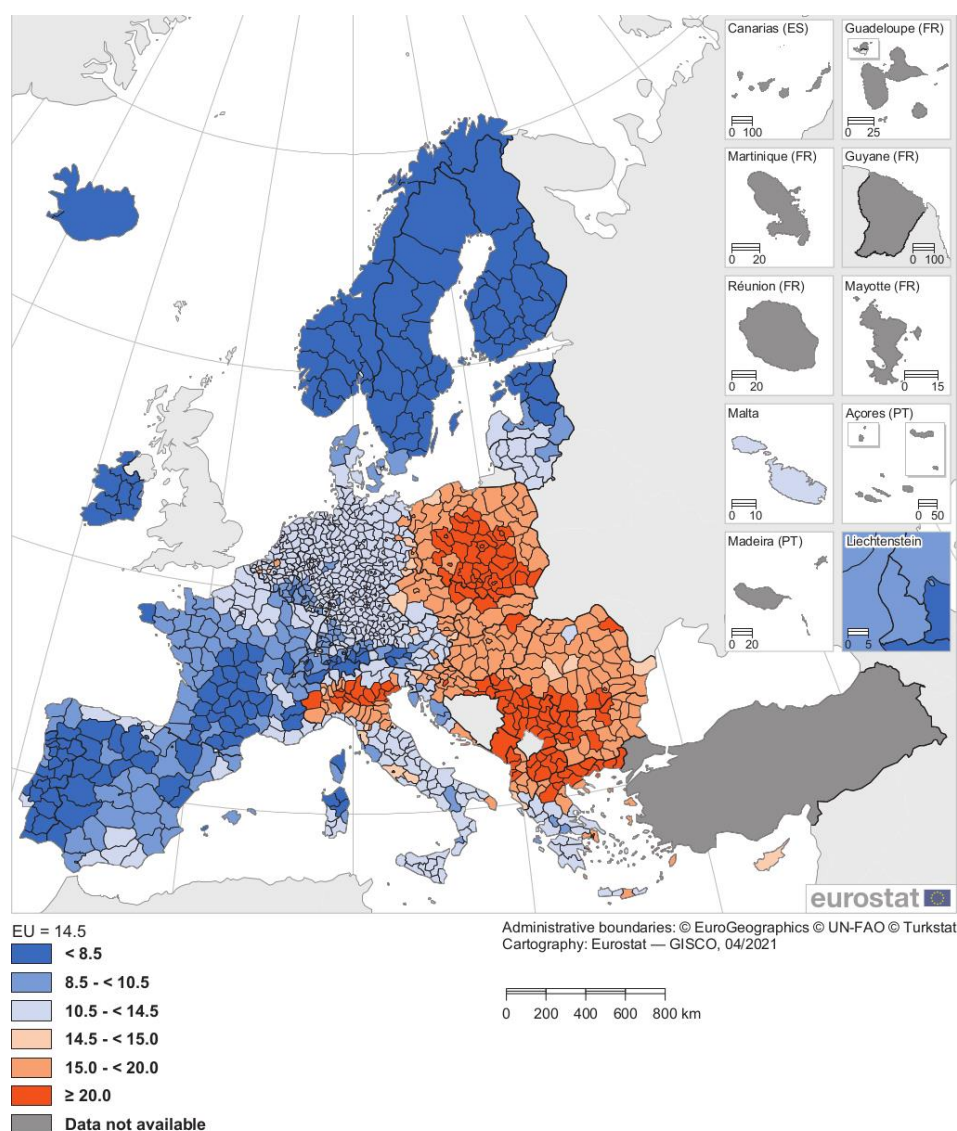 Canarias (ES)
0 100
Guadeloupe (FR)
0 25
Martinique (FR)
0 20
Guyane (FR)
0 100
Réunion (FR)
0 20
Mayotte (FR)
0 15
Malta
0 10
Açores (PT)
0 50
Madeira (PT)
0 20
Liechtenstein
0 5
eurostat
EU = 14.5
< 8.5
8.5 - < 10.5
10.5 - < 14.5
14.5 - < 15.0
15.0 - < 20.0
≥ 20.0
Data not available
Administrative boundaries: © EuroGeographics © UN-FAO © Turkstat
Cartography: Eurostat — GISCO, 04/2021
0 200 400 600 800 km